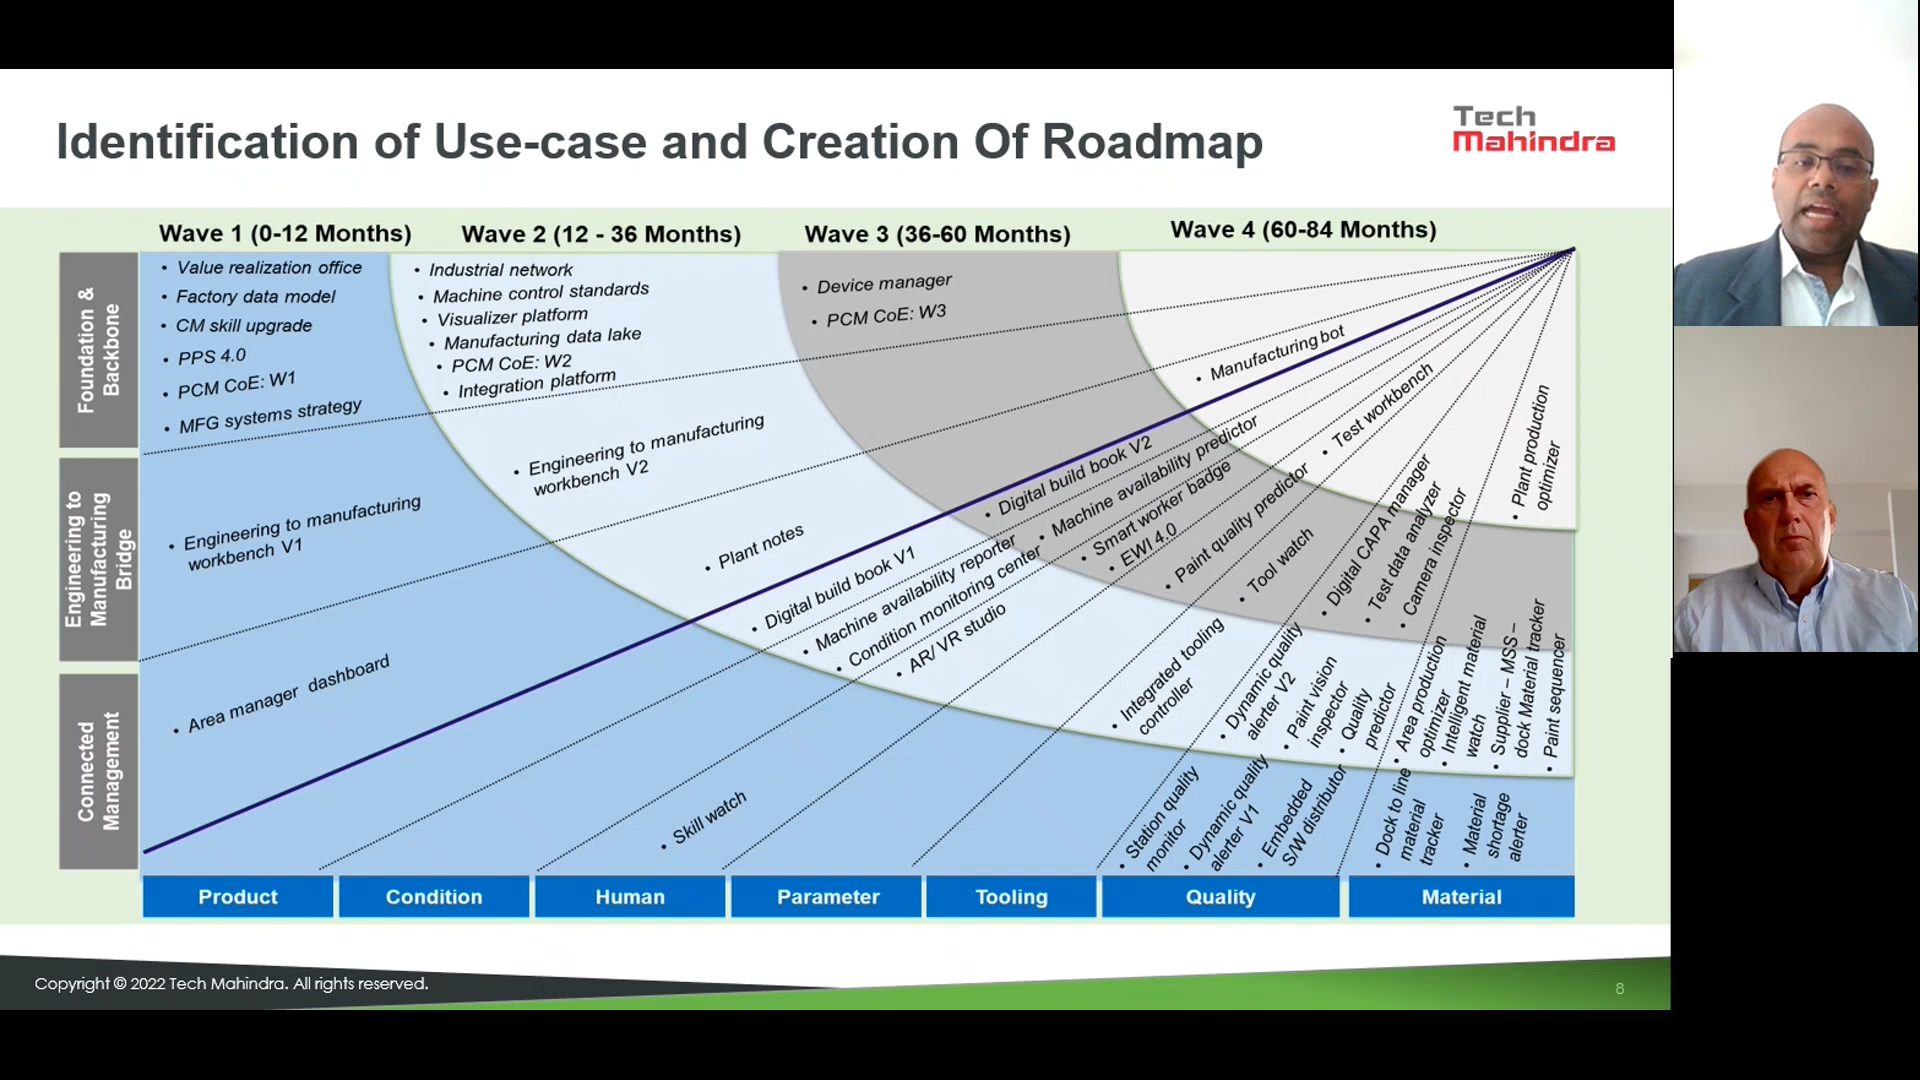 Identification of Use-case and Creation Of Roadmap
Tech
Mahindra
Wave 1 (0-12 Months)
Wave 2 (12 - 36 Months)
Wave 3 (36-60 Months)
Wave 4 (60-84 Months)
Foundation &
Backbone
• Value realization office
• Factory data model
• CM skill upgrade
• PPS 4.0
• PCM CoE: W1
• MFG systems strategy
• Industrial network
• Machine control standards
• Visualizer platform
• Manufacturing data lake
• PCM CoE: W2
• Integration platform
• Device manager
• PCM CoE: W3
Engineering to
Manufacturing
Bridge
• Engineering to manufacturing
workbench V1
• Engineering to manufacturing
workbench V2
Connected
Management
• Area manager dashboard
• Plant notes
• Manufacturing bot
• Digital build book V1
• Digital build book V2
• Machine availability reporter
• Machine availability predictor
• Condition monitoring center
• Smart worker badge
• AR/ VR studio
• EWI 4.0
• Skill watch
• Paint quality predictor
• Test workbench
• Integrated tooling
controller
• Tool watch
• Station quality
monitor
• Dynamic quality
alerter V1
• Embedded
S/W distributor
• Dynamic quality
alerter V2
• Paint vision
inspector
• Quality
predictor
• Digital CAPA manager
• Test data analyzer
• Camera inspector
• Dock to line
material
tracker
• Material
shortage
alerter
• Area production
optimizer
• Intelligent material
watch
• Supplier – MSS –
dock Material tracker
• Paint sequencer
• Plant production
optimizer
Product
Condition
Human
Parameter
Tooling
Quality
Material
Copyright © 2022 Tech Mahindra. All rights reserved.
8